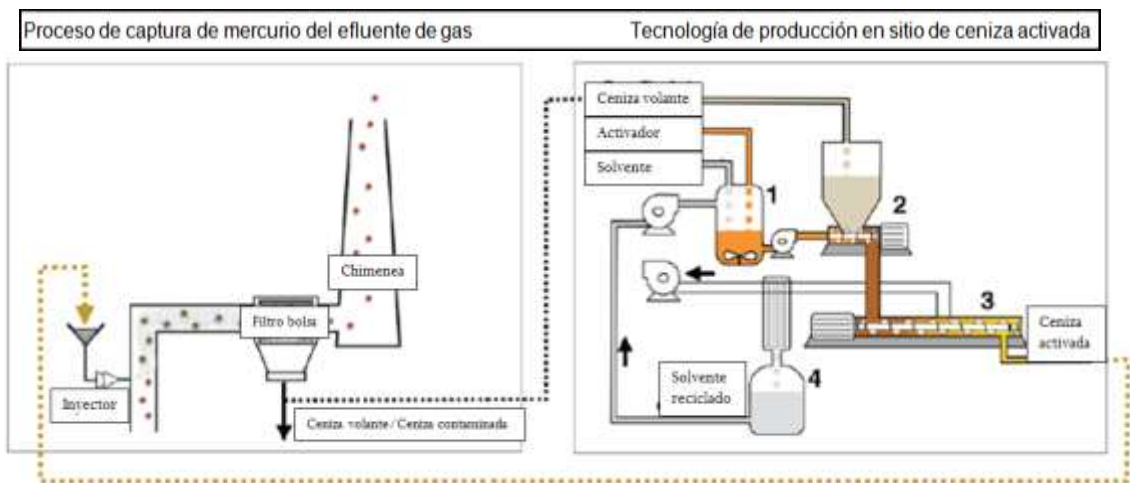 Proceso de captura de mercurio del efluente de gas
Tecnología de producción en sitio de ceniza activada
Chimenea
Filtro bolsa
Inyector
Ceniza volante / Ceniza contaminada
Ceniza volante
Activador
Solvente
1
2
3
Ceniza
activada
Solvente
reciclado
4